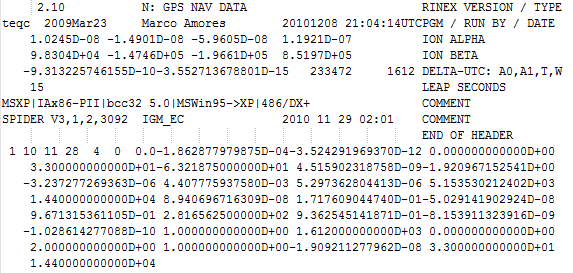 2.10 N: GPS NAV DATA RINEX VERSION / TYPE
teqc 2009Mar23 Marco Amores 20101208 21:04:14UTCPGM / RUN BY / DATE
1.0245D-08 -1.4901D-08 -5.9605D-08 1.1921D-07 ION ALPHA
9.8304D+04 -1.4746D+05 -1.9661D+05 8.5197D+05 ION BETA
-9.313225746155D-10-3.552713678801D-15 233472 1612 DELTA-UTC: A0,A1,T,W
15 LEAP SECONDS
MSXP|IAx86-PII|bcc32 5.0|MSWin95->XP|486/DX+ COMMENT
SPIDER V3,1,2,3092 IGM_EC 2010 11 29 02:01 COMMENT
END OF HEADER
1 10 11 28 4 0 0.0-1.862877979875D-04-3.524291969370D-12 0.000000000000D+00
3.300000000000D+01-6.321875000000D+01 4.515902318758D-09-1.920967152541D+00
-3.237277269363D-06 4.407775937580D-03 5.297362804413D-06 5.153530212402D+03
1.440000000000D+04 8.940696716309D-08 1.717609044740D-01-5.029141902924D-08
9.671315361105D-01 2.816562500000D+02 9.362545141871D-01-8.153911323916D-09
-1.028614277088D-10 1.000000000000D+00 1.612000000000D+03 0.000000000000D+00
2.000000000000D+00 1.000000000000D+00-1.909211277962D-08 3.300000000000D+01
1.440000000000D+04